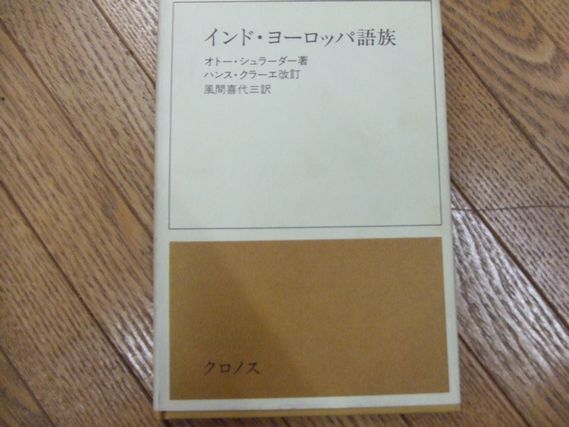 インド・ヨーロッパ語族
オトー・シュラーダー著
ハンス・クラーエ改訂
風間喜代三訳
クロノス